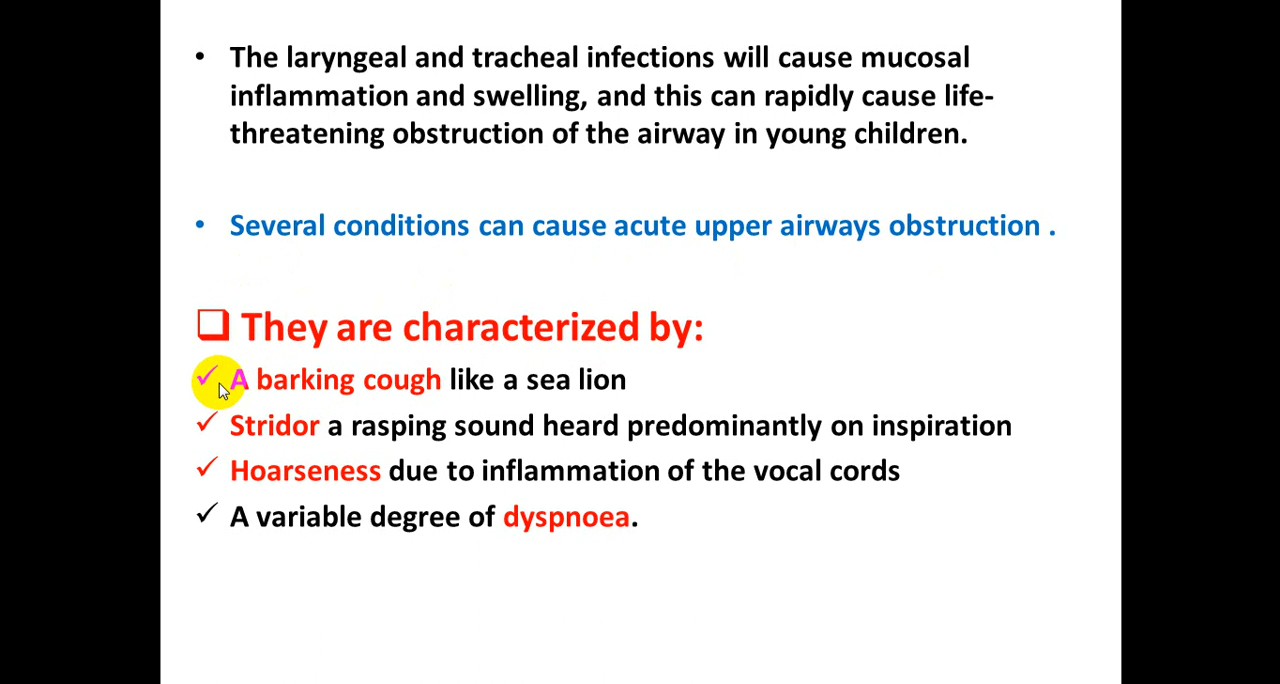 • The laryngeal and tracheal infections will cause mucosal
inflammation and swelling, and this can rapidly cause life-
threatening obstruction of the airway in young children.
• Several conditions can cause acute upper airways obstruction .
❑ They are characterized by:
✓ A barking cough like a sea lion
✓ Stridor a rasping sound heard predominantly on inspiration
✓ Hoarseness due to inflammation of the vocal cords
✓ A variable degree of dyspnoea.